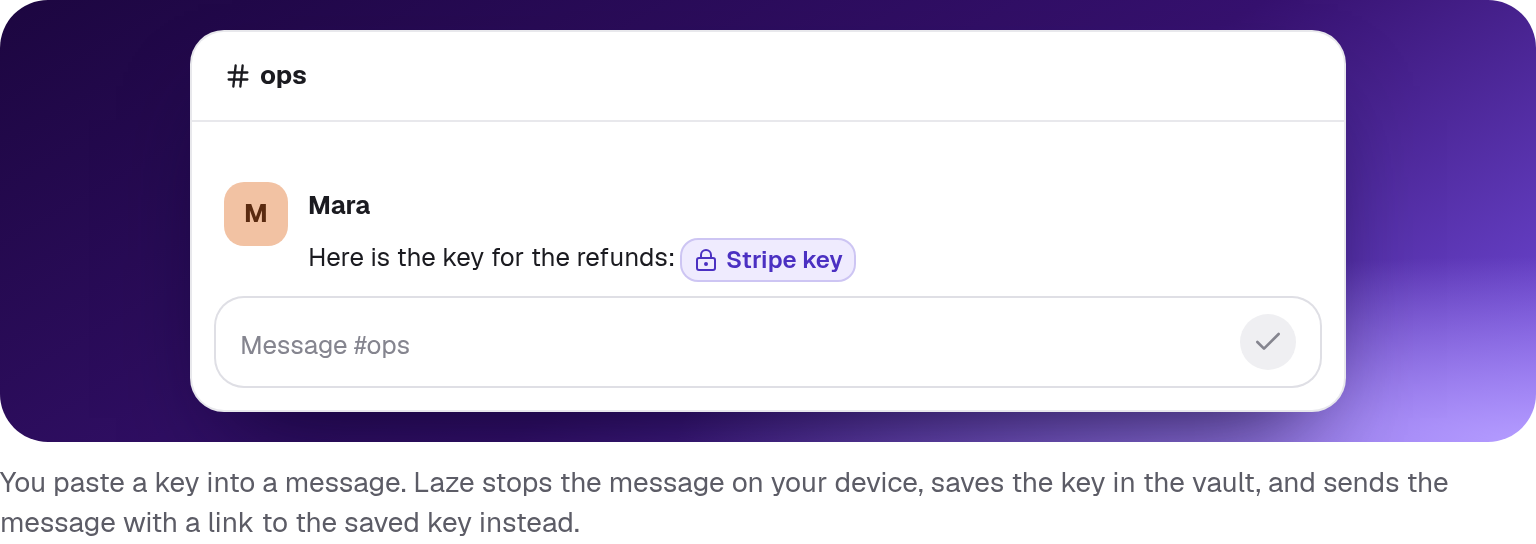 # ops
M
Mara
Here is the key for the refunds: Stripe key
Message #ops
You paste a key into a message. Laze stops the message on your device, saves the key in the vault, and sends the
message with a link to the saved key instead.